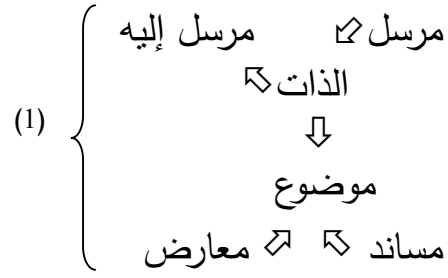 مرسل مرسل إليه
الذات
(1)
موضوع
مساند معارض